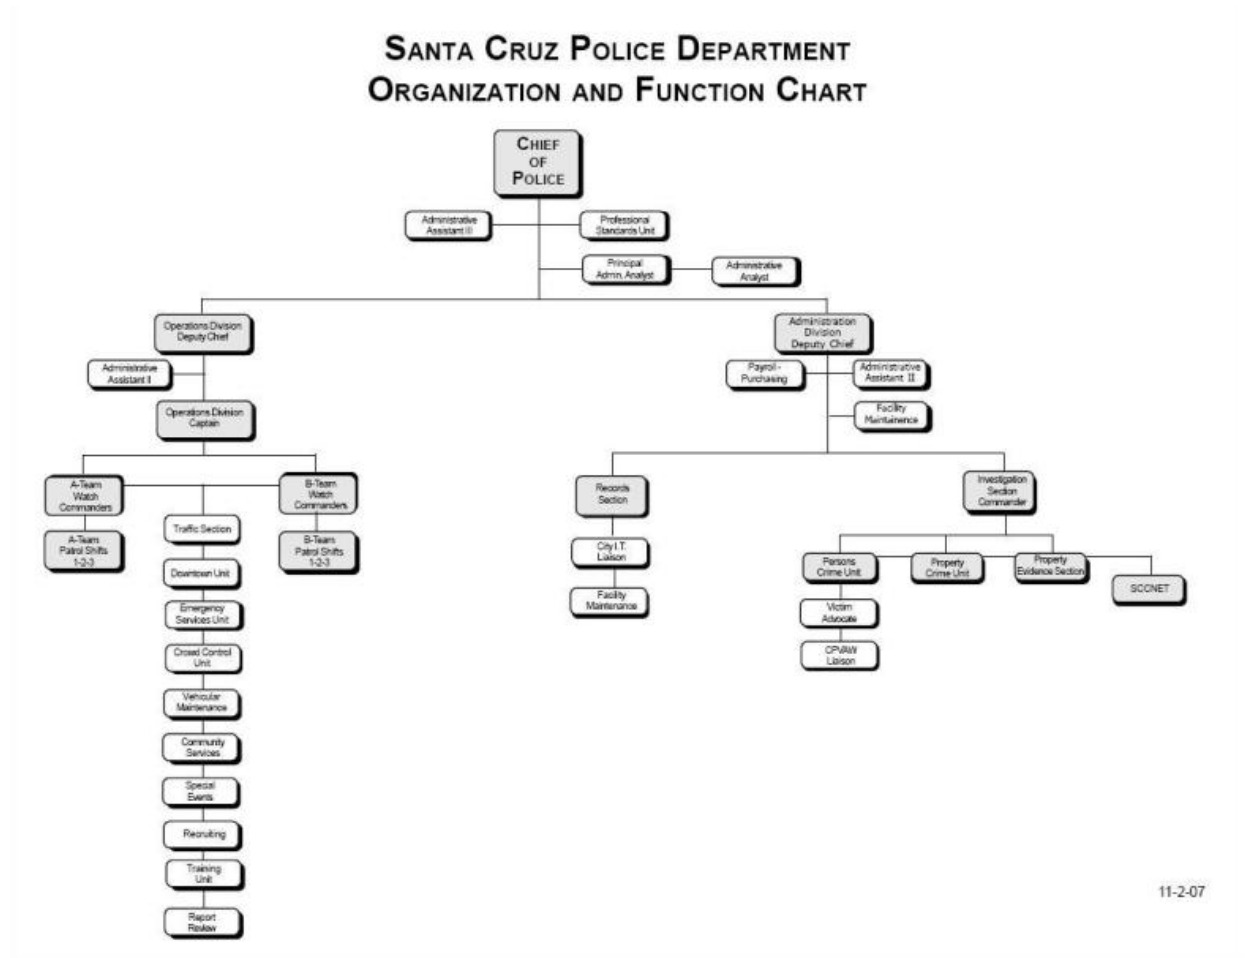 SANTA CRUZ POLICE DEPARTMENT
ORGANIZATION AND FUNCTION CHART
CHIEF
OF
POLICE
Administrative
Assistant III
Professional
Standards Unit
Principal
Admin. Analyst
Administrative
Analyst
Operations Division
Deputy Chief
Administration
Division
Deputy Chief
Administrative
Assistant II
Payroll -
Purchasing
Administrative
Assistant II
Operations Division
Captain
Facility
Maintainence
A-Team
Watch
Commanders
B-Team
Watch
Commanders
Records
Section
Investigation
Section
Commander
Traffic Section
A-Team
Patrol Shifts
1-2-3
B-Team
Patrol Shifts
1-2-3
City I.T.
Liaison
Persons
Crime Unit
Property
Crime Unit
Property
Evidence Section
SCCNET
Downtown Unit
Facility
Maintenance
Victim
Advocate
Emergency
Services Unit
Crowd Control
Unit
CPVAW
Liaison
Vehicular
Maintenance
Community
Services
Special
Events
Recruiting
Training
Unit
Report
Review
11-2-07